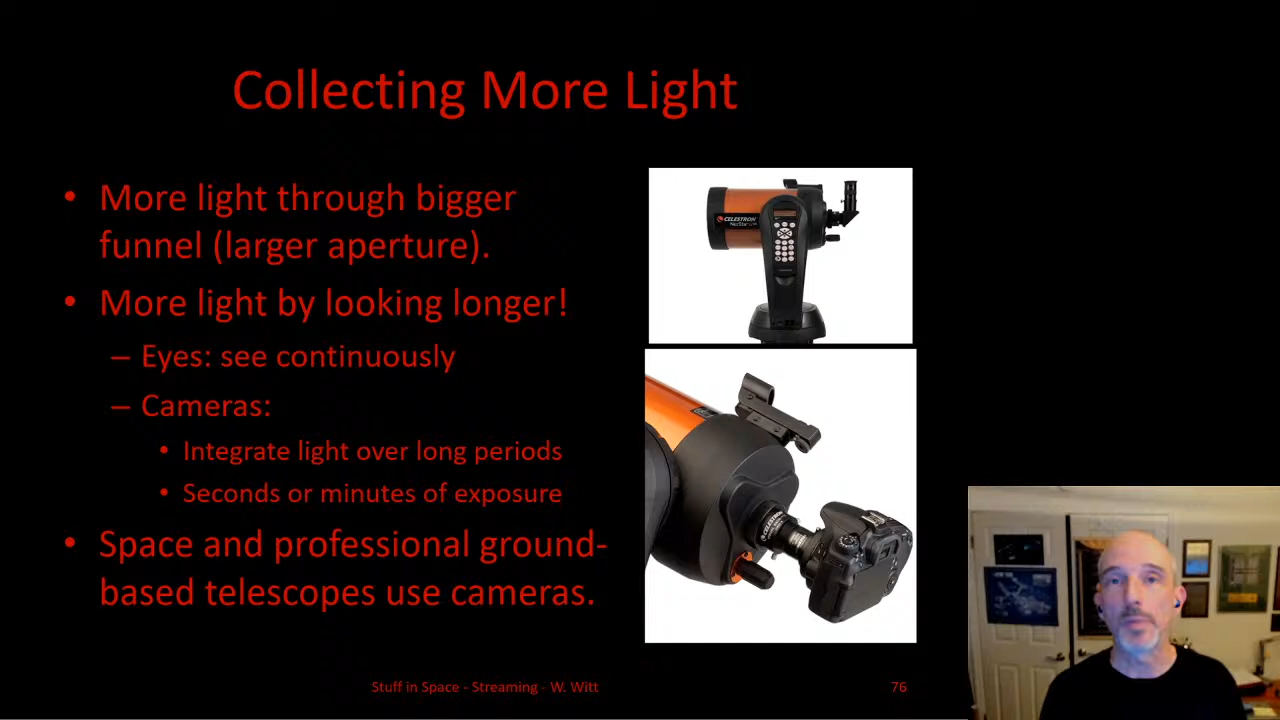 Collecting More Light
• More light through bigger
funnel (larger aperture).
• More light by looking longer!
– Eyes: see continuously
– Cameras:
• Integrate light over long periods
• Seconds or minutes of exposure
• Space and professional ground-
based telescopes use cameras.
CELESTRON
CELESTRON
Stuff in Space - Streaming - W. Witt
76